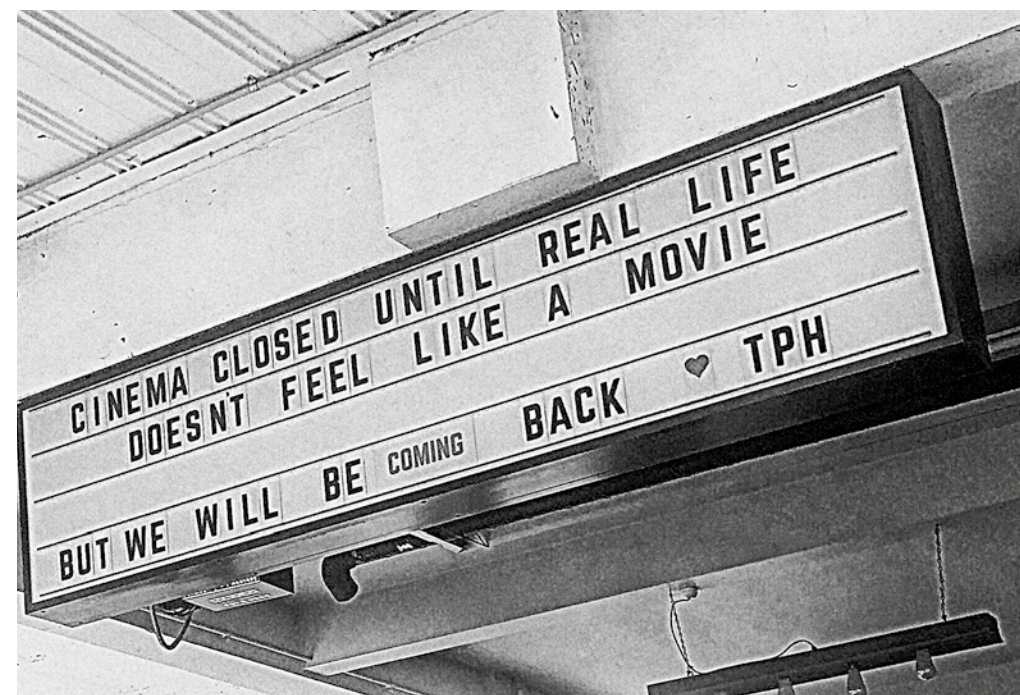 CINEMA CLOSED UNTIL REAL LIFE
DOESN'T FEEL LIKE A MOVIE
BUT WE WILL BE COMING BACK ♥ TPH